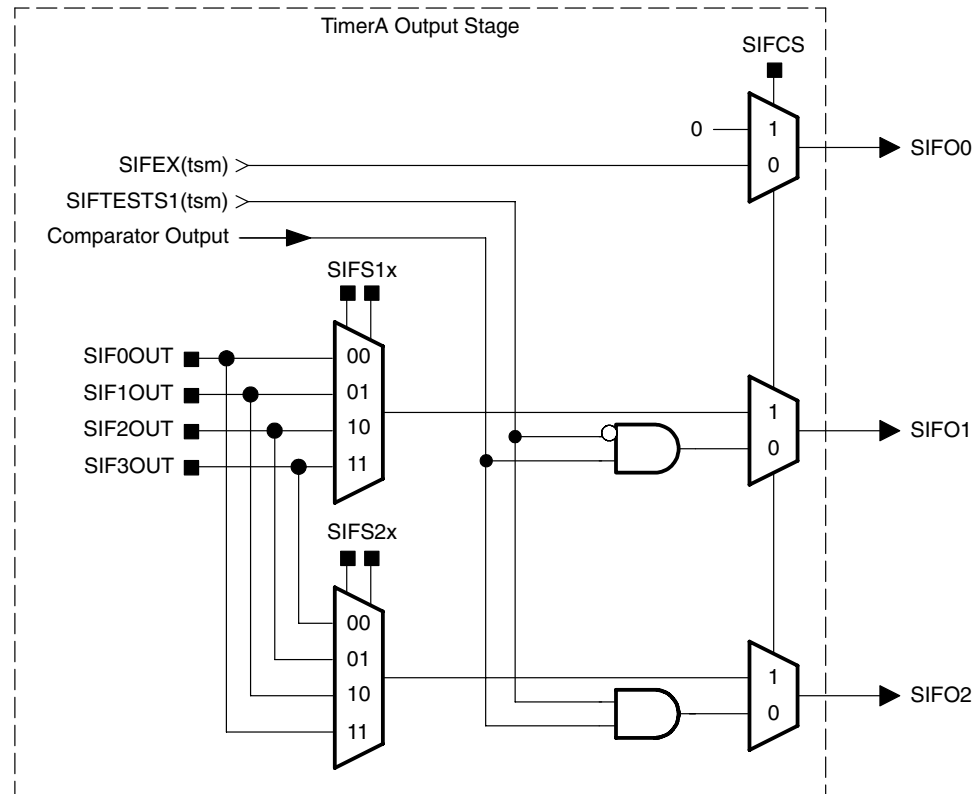 TimerA Output Stage
SIFCS
1
0
0
SIFO0
SIFEX(tsm)
SIFTESTS1(tsm)
Comparator Output
SIFS1x
SIF0OUT
SIF1OUT
SIF2OUT
SIF3OUT
00
01
10
11
1
0
SIFO1
SIFS2x
00
01
10
11
1
0
SIFO2